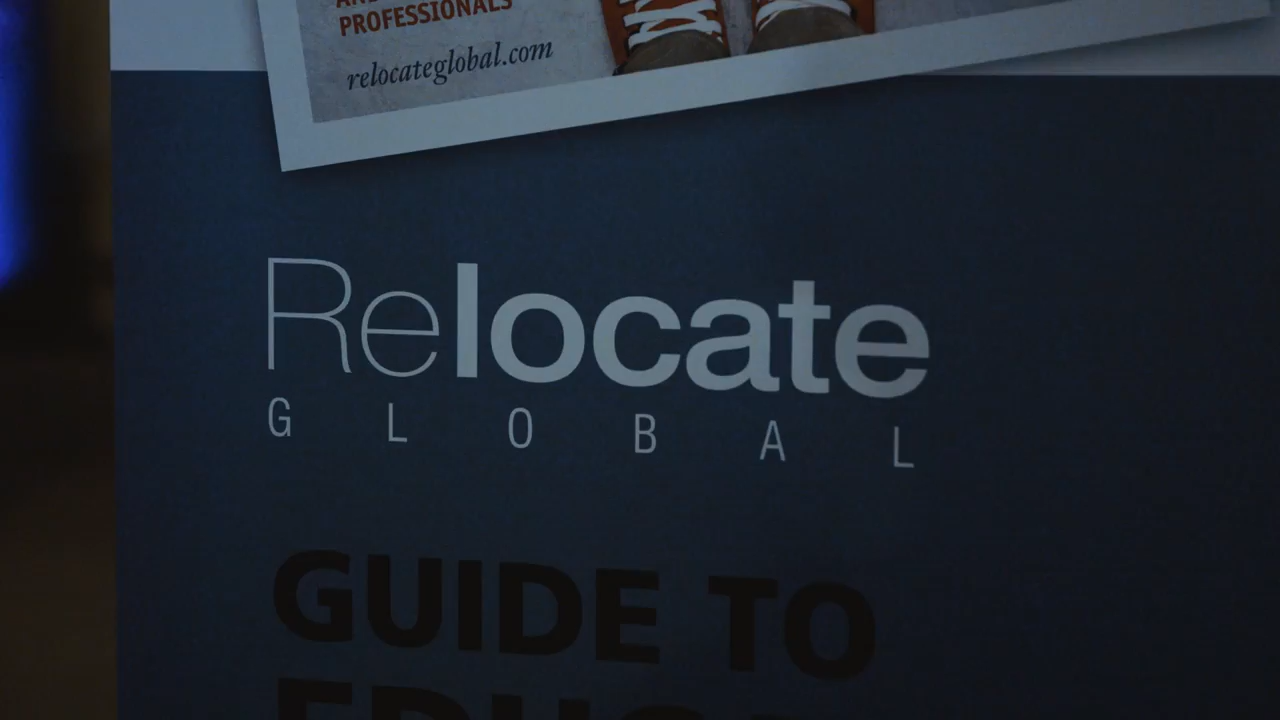 PROFESSIONALS
relocateglobal.com
Relocate
GLOBAL
GUIDE TO